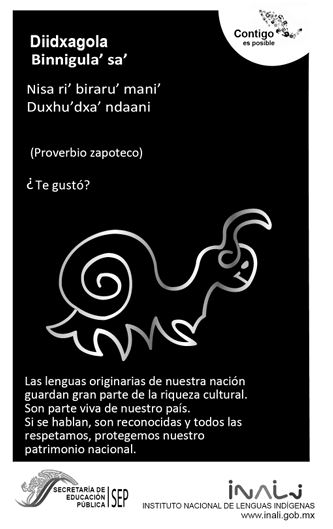 Contigo
es posible
Diidxagola
Binnigula’ sa’
Nisa ri’ biraru’ mani’
Duxhu’dxa’ ndaani
(Proverbio zapoteco)
¿Te gustó?
Las lenguas originarias de nuestra nación
guardan gran parte de la riqueza cultural.
Son parte viva de nuestro país.
Si se hablan, son reconocidas y todos las
respetamos, protegemos nuestro
patrimonio nacional.
SECRETARÍA DE
EDUCACIÓN
PÚBLICA
SEP
INALI
INSTITUTO NACIONAL DE LENGUAS INDÍGENAS
www.inali.gob.mx